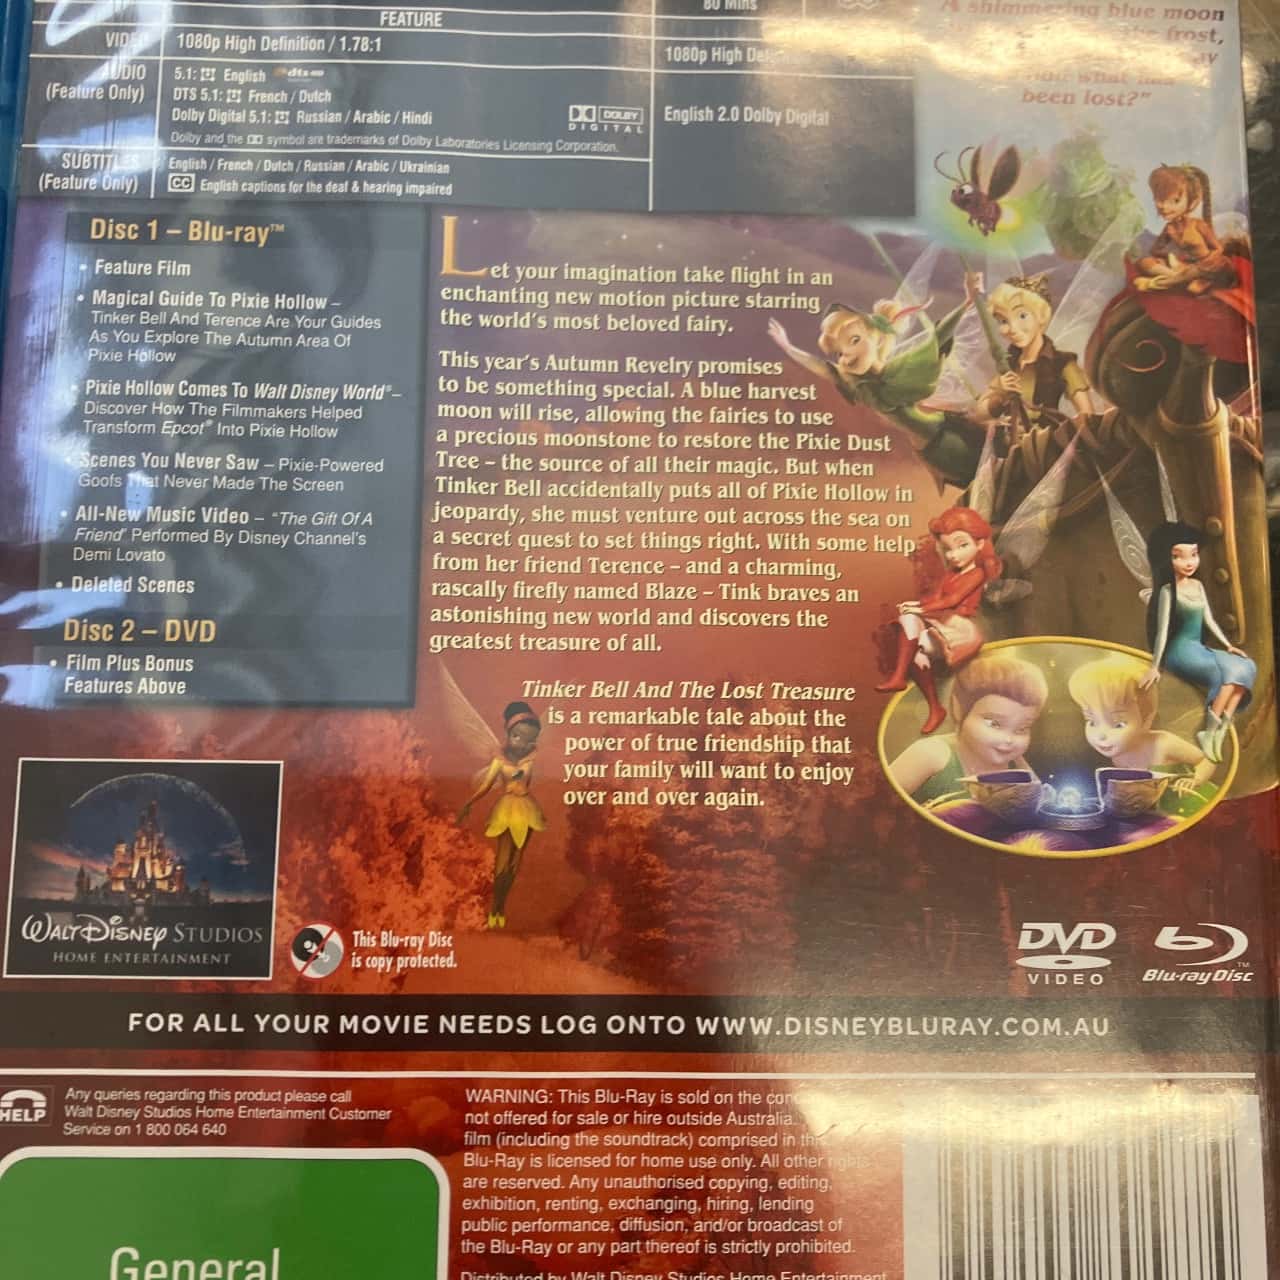 FEATURE
80 Mins
VIDEO
1080p High Definition / 1.78:1
1080p High
AUDIO
(Feature Only)
5.1: English dts
DTS 5.1: French / Dutch
Dolby Digital 5.1: Russian / Arabic / Hindi
DOLBY
DIGITAL
Dolby and the symbol are trademarks of Dolby Laboratories Licensing Corporation.
English 2.0 Dolby Digital
SUBTITLES
(Feature Only)
English / French / Dutch / Russian / Arabic / Ukrainian
CC English captions for the deaf & hearing impaired
A shimmering blue moon
frost,
been lost?"
Disc 1 – Blu-ray™
• Feature Film
• Magical Guide To Pixie Hollow –
Tinker Bell And Terence Are Your Guides
As You Explore The Autumn Area Of
Pixie Hollow
• Pixie Hollow Comes To Walt Disney World® –
Discover How The Filmmakers Helped
Transform Epcot® Into Pixie Hollow
• Scenes You Never Saw – Pixie-Powered
Goofs That Never Made The Screen
• All-New Music Video – "The Gift Of A
Friend" Performed By Disney Channel's
Demi Lovato
• Deleted Scenes
Disc 2 – DVD
• Film Plus Bonus
Features Above
Let your imagination take flight in an
enchanting new motion picture starring
the world's most beloved fairy.
This year's Autumn Revelry promises
to be something special. A blue harvest
moon will rise, allowing the fairies to use
a precious moonstone to restore the Pixie Dust
Tree – the source of all their magic. But when
Tinker Bell accidentally puts all of Pixie Hollow in
jeopardy, she must venture out across the sea on
a secret quest to set things right. With some help
from her friend Terence – and a charming,
rascally firefly named Blaze – Tink braves an
astonishing new world and discovers the
greatest treasure of all.
Tinker Bell And The Lost Treasure
is a remarkable tale about the
power of true friendship that
your family will want to enjoy
over and over again.
WALT DISNEY STUDIOS
HOME ENTERTAINMENT
This Blu-ray Disc
is copy protected.
DVD
VIDEO
Blu-ray Disc™
FOR ALL YOUR MOVIE NEEDS LOG ONTO WWW.DISNEYBLURAY.COM.AU
HELP
Any queries regarding this product please call
Walt Disney Studios Home Entertainment Customer
Service on 1 800 064 640
WARNING: This Blu-Ray is sold on the
not offered for sale or hire outside Australia.
film (including the soundtrack) comprised in this
Blu-Ray is licensed for home use only. All other rights
are reserved. Any unauthorised copying, editing,
exhibition, renting, exchanging, hiring, lending
public performance, diffusion, and/or broadcast of
the Blu-Ray or any part thereof is strictly prohibited.
Distributed by Walt Disney Studios Home Entertainment
General